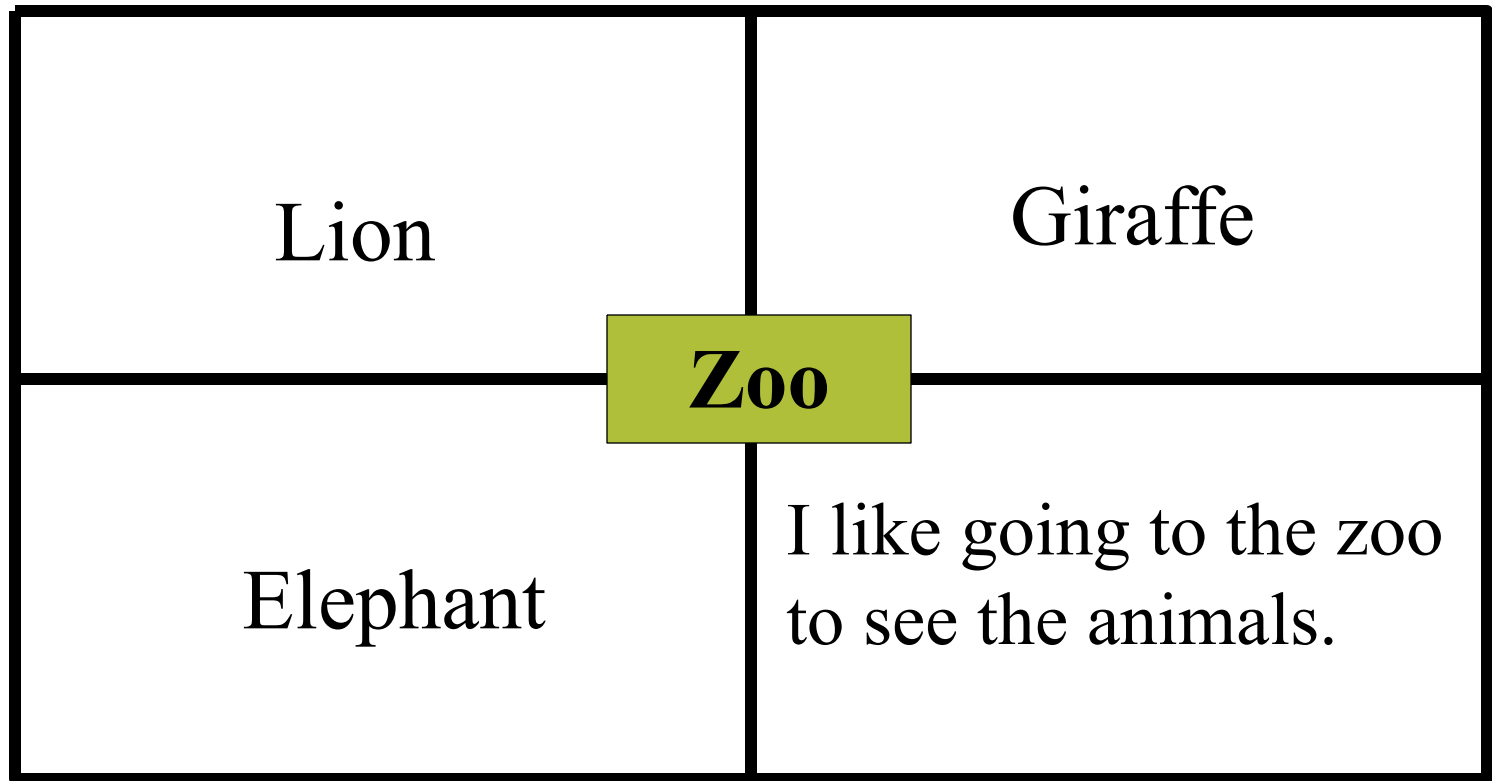 Lion
Giraffe
Zoo
Elephant
I like going to the zoo
to see the animals.